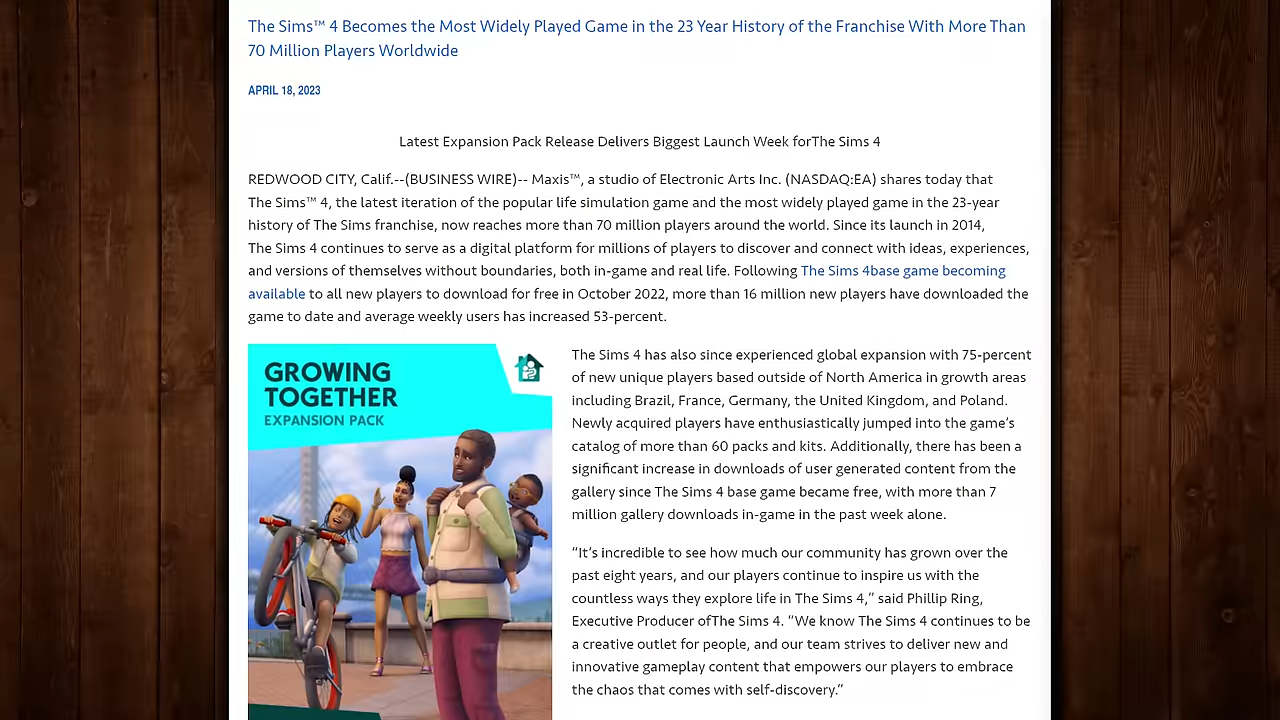 The Sims™ 4 Becomes the Most Widely Played Game in the 23 Year History of the Franchise With More Than
70 Million Players Worldwide
APRIL 18, 2023
Latest Expansion Pack Release Delivers Biggest Launch Week forThe Sims 4
REDWOOD CITY, Calif.--(BUSINESS WIRE)-- Maxis™, a studio of Electronic Arts Inc. (NASDAQ:EA) shares today that
The Sims™ 4, the latest iteration of the popular life simulation game and the most widely played game in the 23-year
history of The Sims franchise, now reaches more than 70 million players around the world. Since its launch in 2014,
The Sims 4 continues to serve as a digital platform for millions of players to discover and connect with ideas, experiences,
and versions of themselves without boundaries, both in-game and real life. Following The Sims 4base game becoming
available to all new players to download for free in October 2022, more than 16 million new players have downloaded the
game to date and average weekly users has increased 53-percent.
GROWING
TOGETHER
EXPANSION PACK
The Sims 4 has also since experienced global expansion with 75-percent
of new unique players based outside of North America in growth areas
including Brazil, France, Germany, the United Kingdom, and Poland.
Newly acquired players have enthusiastically jumped into the game's
catalog of more than 60 packs and kits. Additionally, there has been a
significant increase in downloads of user generated content from the
gallery since The Sims 4 base game became free, with more than 7
million gallery downloads in-game in the past week alone.
“It’s incredible to see how much our community has grown over the
past eight years, and our players continue to inspire us with the
countless ways they explore life in The Sims 4,” said Phillip Ring,
Executive Producer ofThe Sims 4. “We know The Sims 4 continues to be
a creative outlet for people, and our team strives to deliver new and
innovative gameplay content that empowers our players to embrace
the chaos that comes with self-discovery.”